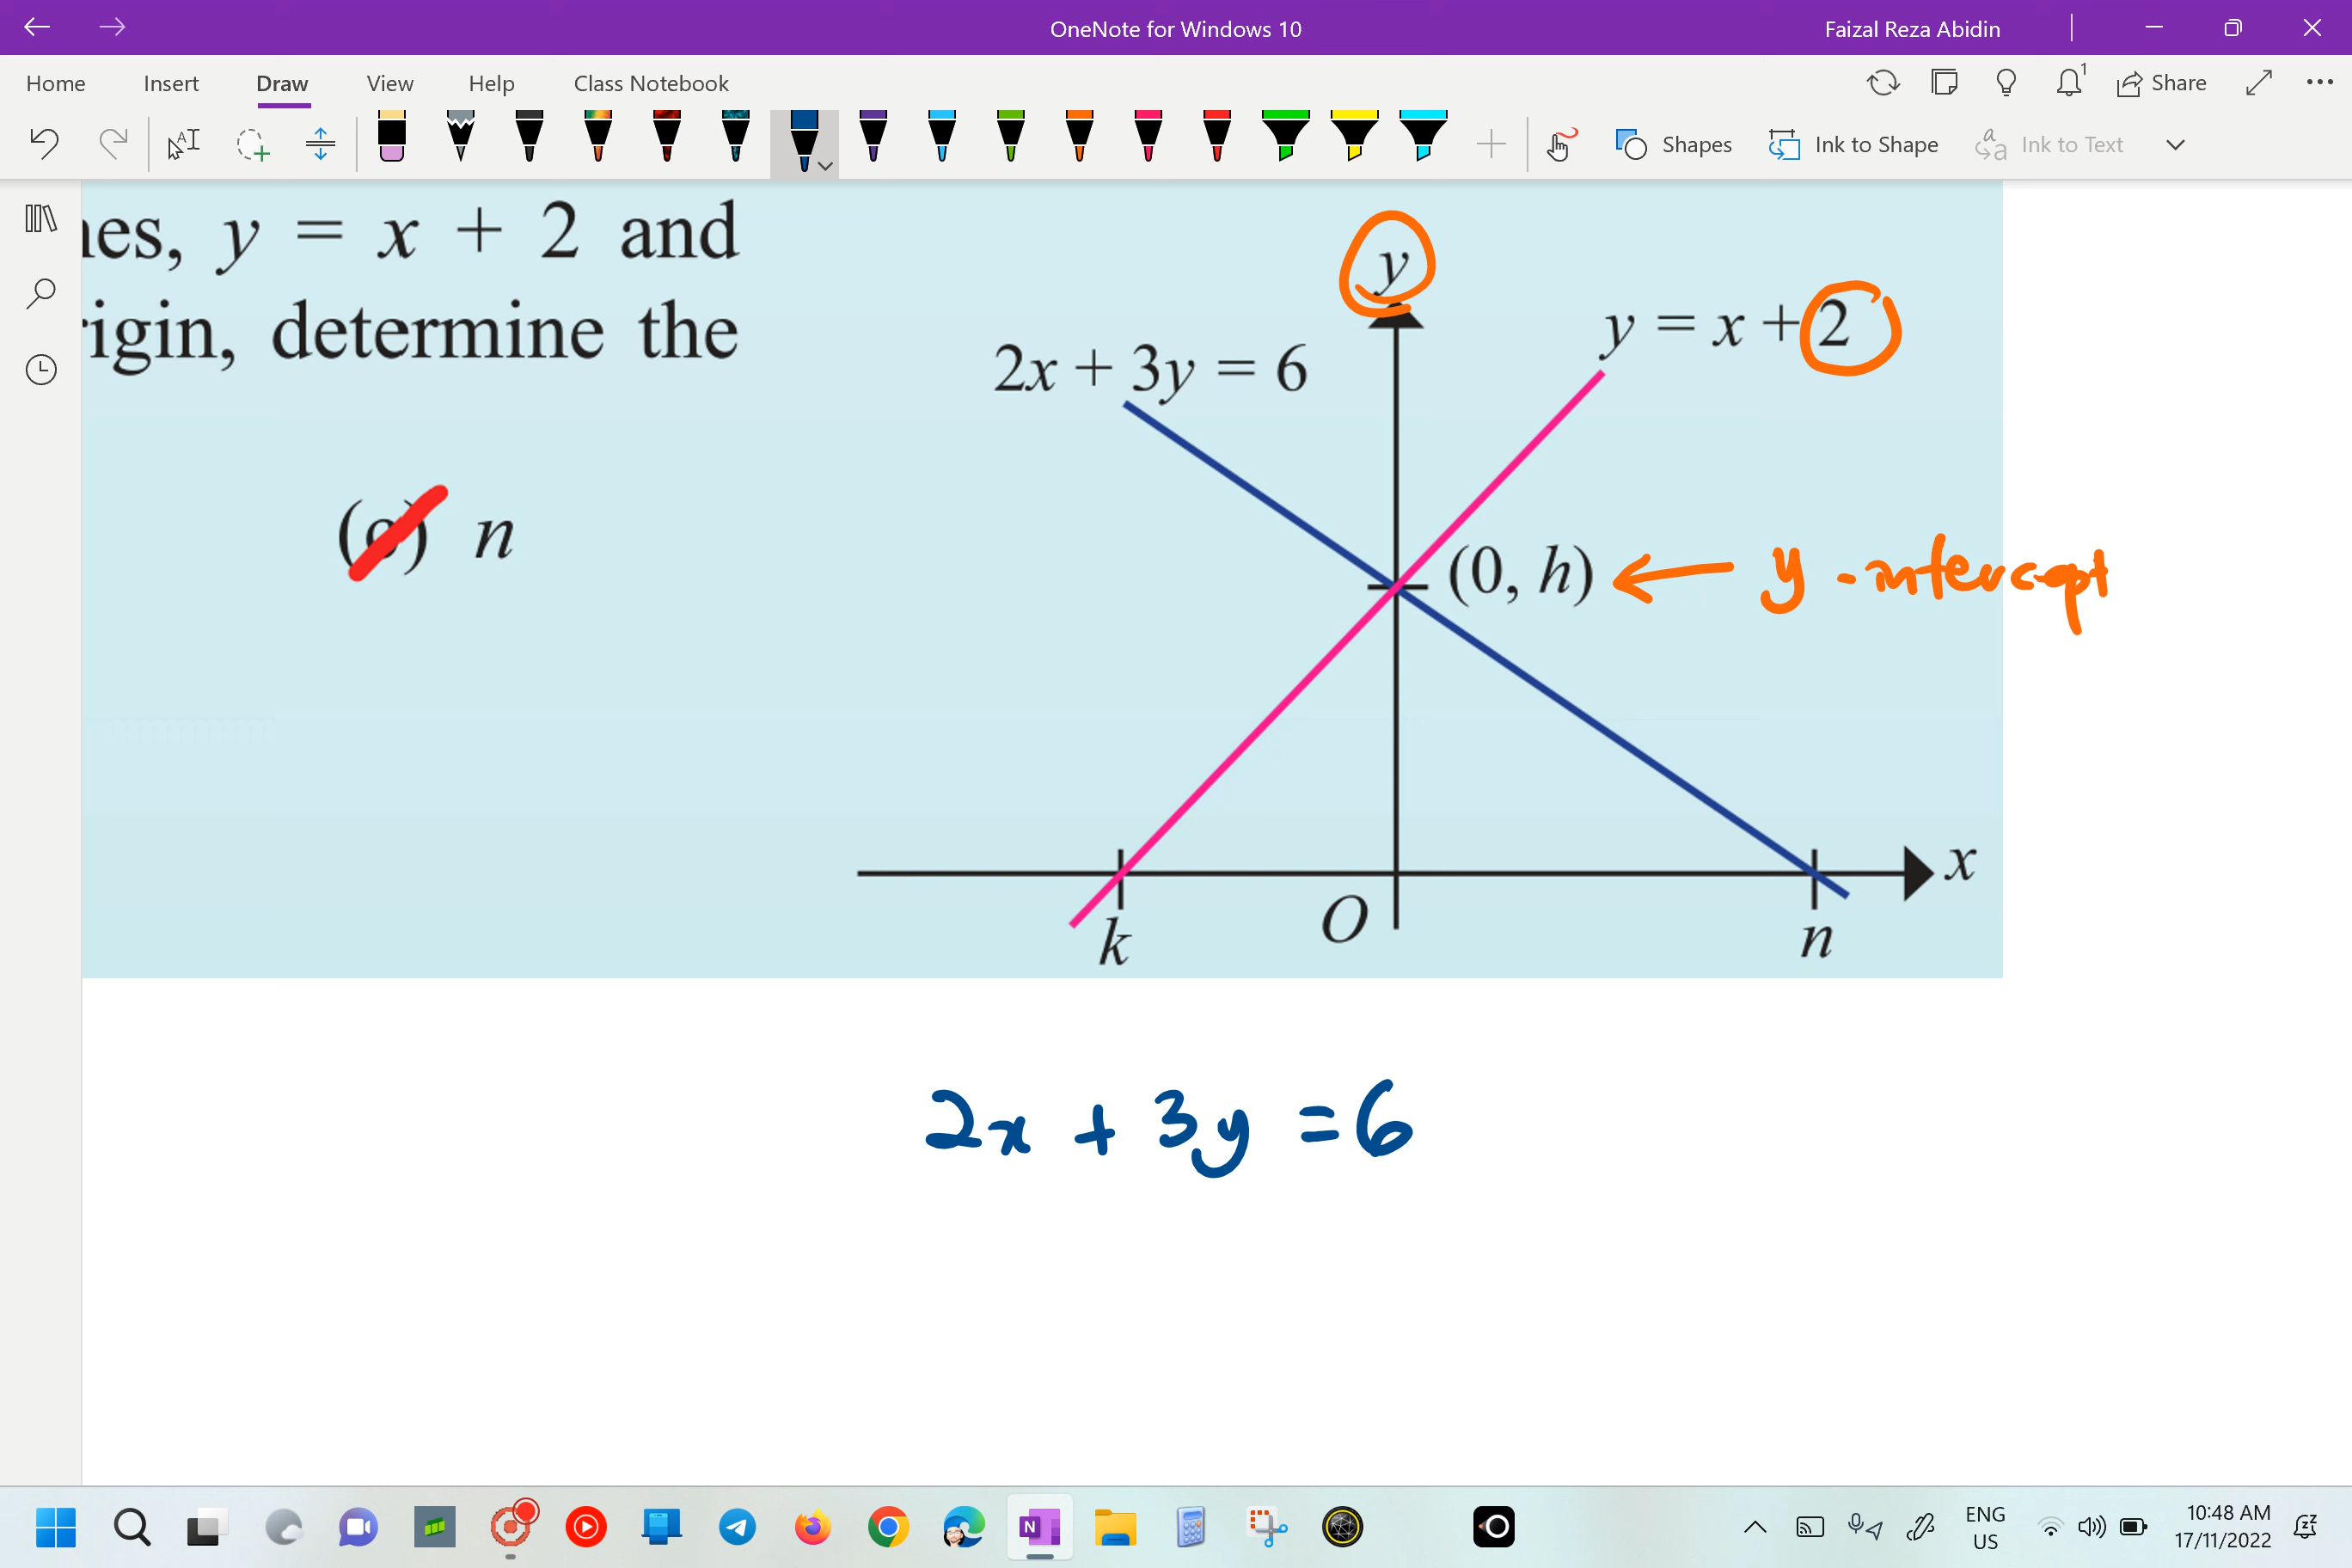 OneNote for Windows 10
Faizal Reza Abidin
Home Insert Draw View Help Class Notebook
1
Share
Shapes Ink to Shape Ink to Text
y = x + 2 and
determine the
y
y = x + 2
2x + 3y = 6
n
(0, h) ← y-intercept
x
O
k
n
2x + 3y = 6
ENG
US
10:48 AM
17/11/2022